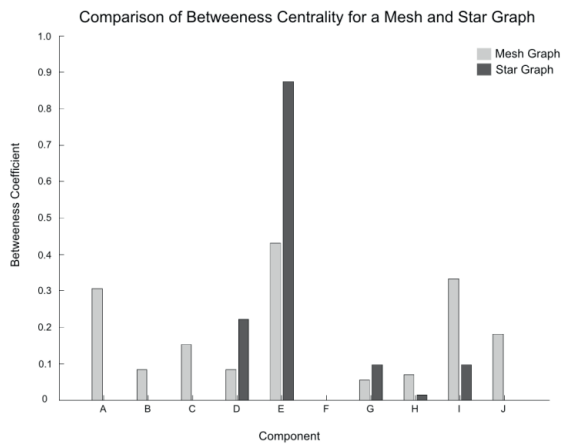 Comparison of Betweeness Centrality for a Mesh and Star Graph
Mesh Graph
Star Graph
Betweeness Coefficient
1.0
0.9
0.8
0.7
0.6
0.5
0.4
0.3
0.2
0.1
0
A B C D E F G H I J
Component